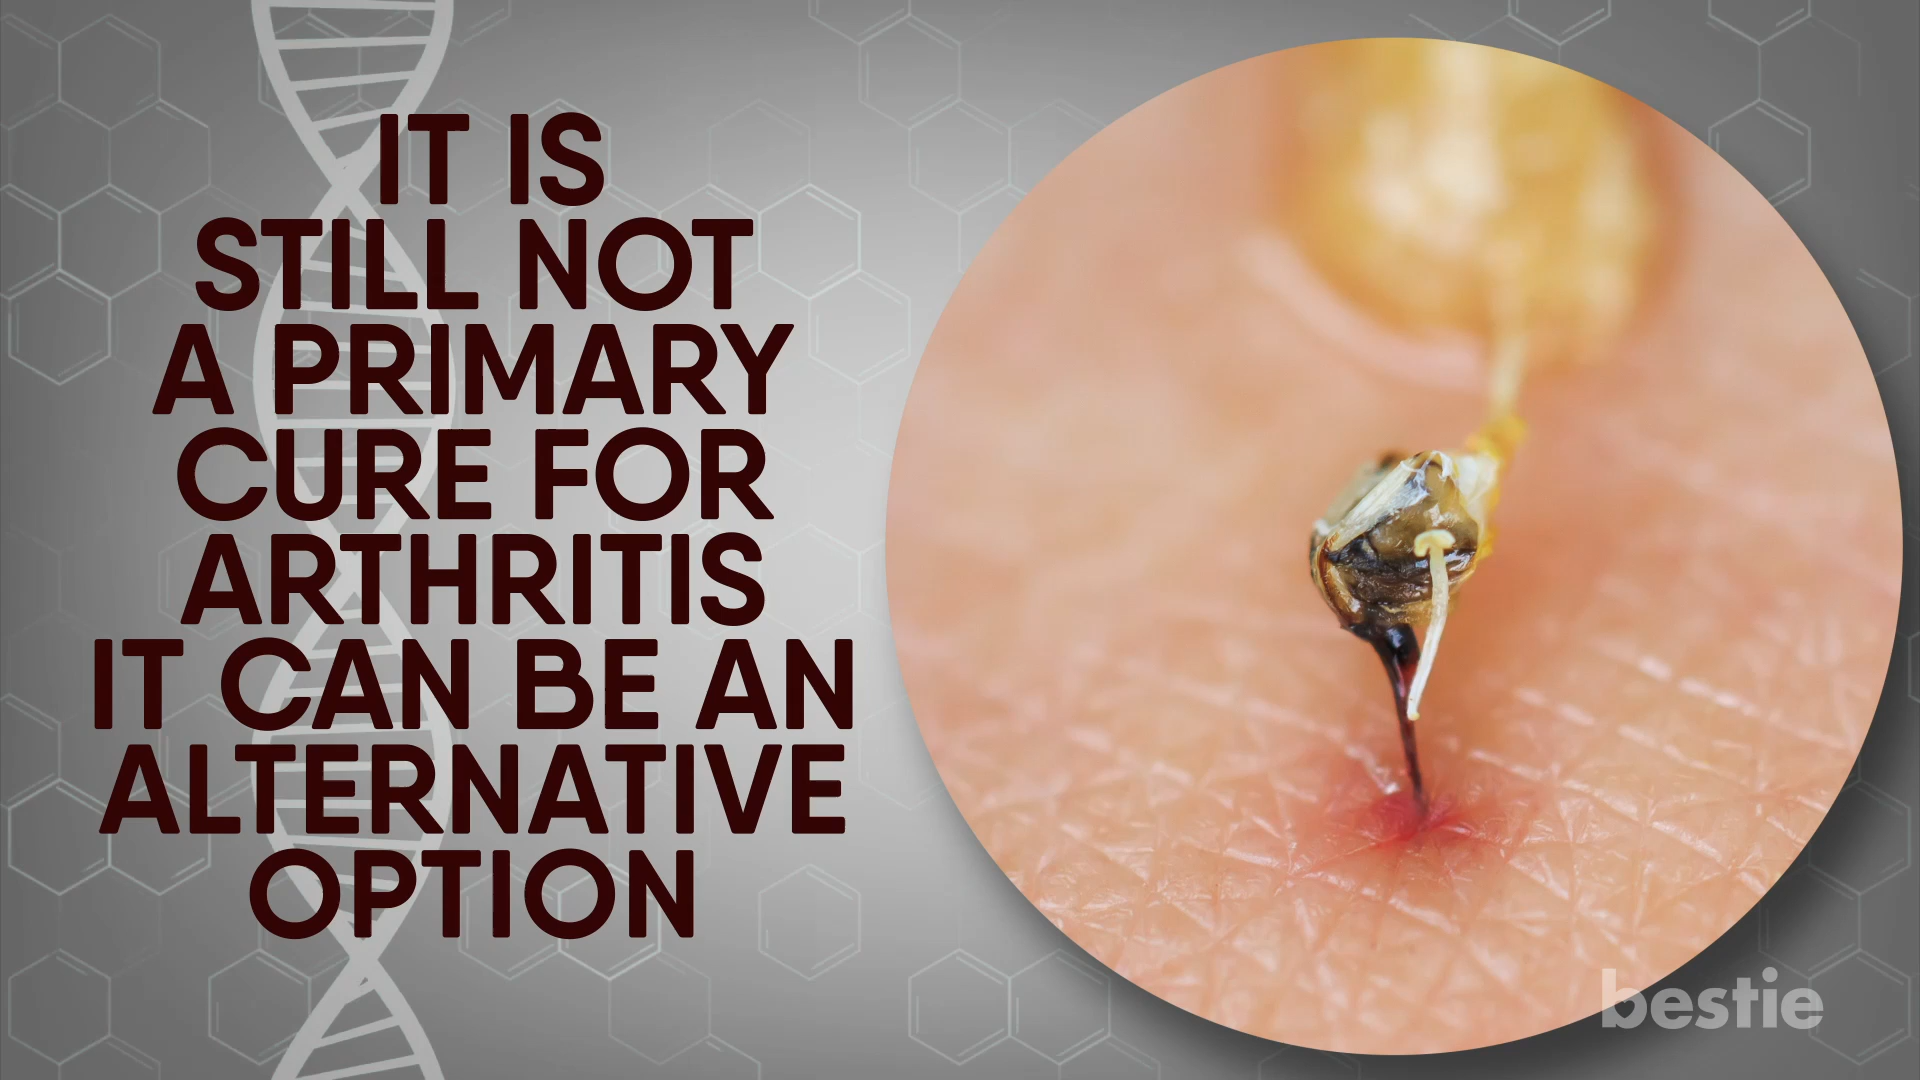 IT IS
STILL NOT
A PRIMARY
CURE FOR
ARTHRITIS
IT CAN BE AN
ALTERNATIVE
OPTION
bestie